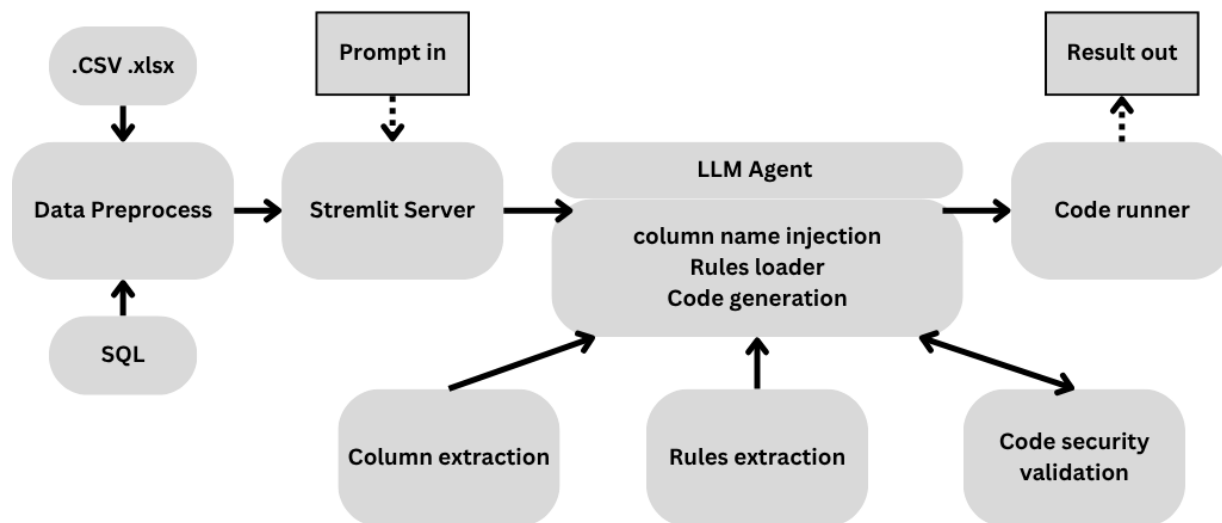 .CSV .xlsx
Prompt in
Result out
LLM Agent
Data Preprocess
Stremlit Server
Code runner
column name injection
Rules loader
Code generation
SQL
Column extraction
Rules extraction
Code security
validation